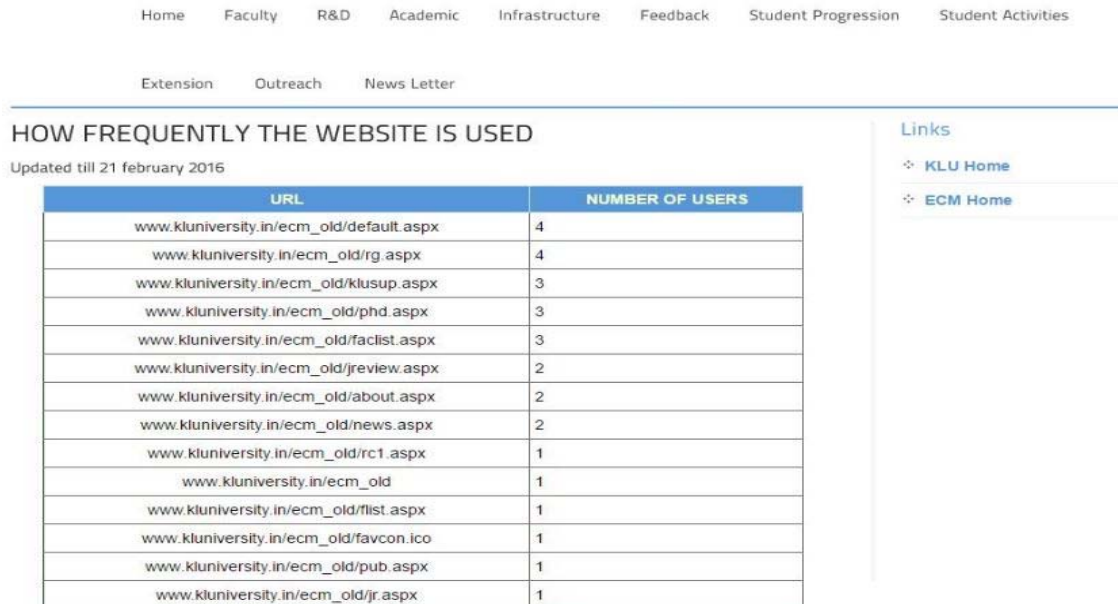 Home Faculty R&D Academic Infrastructure Feedback Student Progression Student Activities
Extension Outreach News Letter
HOW FREQUENTLY THE WEBSITE IS USED
Updated till 21 february 2016
URL NUMBER OF USERS
www.kluniversity.in/ecm_old/default.aspx 4
www.kluniversity.in/ecm_old/rg.aspx 4
www.kluniversity.in/ecm_old/klusup.aspx 3
www.kluniversity.in/ecm_old/phd.aspx 3
www.kluniversity.in/ecm_old/faclist.aspx 3
www.kluniversity.in/ecm_old/jreview.aspx 2
www.kluniversity.in/ecm_old/about.aspx 2
www.kluniversity.in/ecm_old/news.aspx 2
www.kluniversity.in/ecm_old/rc1.aspx 1
www.kluniversity.in/ecm_old 1
www.kluniversity.in/ecm_old/flist.aspx 1
www.kluniversity.in/ecm_old/favcon.ico 1
www.kluniversity.in/ecm_old/pub.aspx 1
www.kluniversity.in/ecm_old/jr.aspx 1
Links
KLU Home
ECM Home